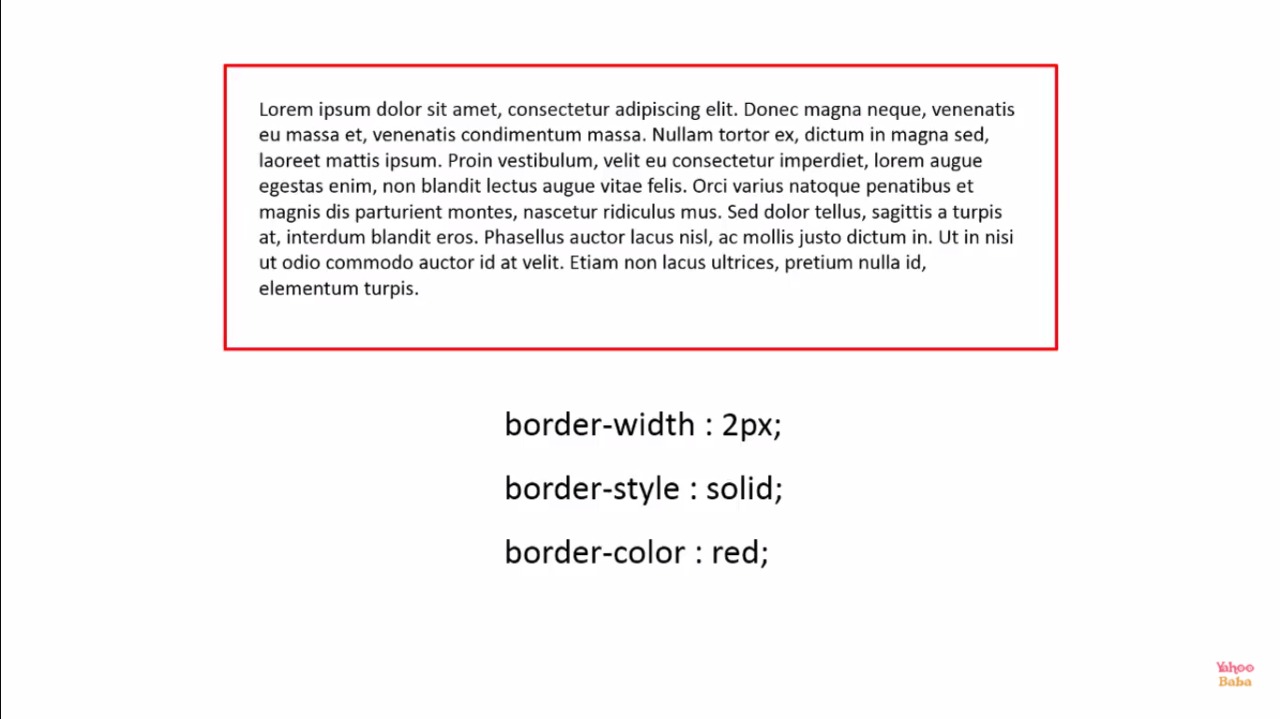 Lorem ipsum dolor sit amet, consectetur adipiscing elit. Donec magna neque, venenatis
eu massa et, venenatis condimentum massa. Nullam tortor ex, dictum in magna sed,
laoreet mattis ipsum. Proin vestibulum, velit eu consectetur imperdiet, lorem augue
egestas enim, non blandit lectus augue vitae felis. Orci varius natoque penatibus et
magnis dis parturient montes, nascetur ridiculus mus. Sed dolor tellus, sagittis a turpis
at, interdum blandit eros. Phasellus auctor lacus nisl, ac mollis justo dictum in. Ut in nisi
ut odio commodo auctor id at velit. Etiam non lacus ultrices, pretium nulla id,
elementum turpis.
border-width : 2px;
border-style : solid;
border-color : red;
Yahoo
Baba